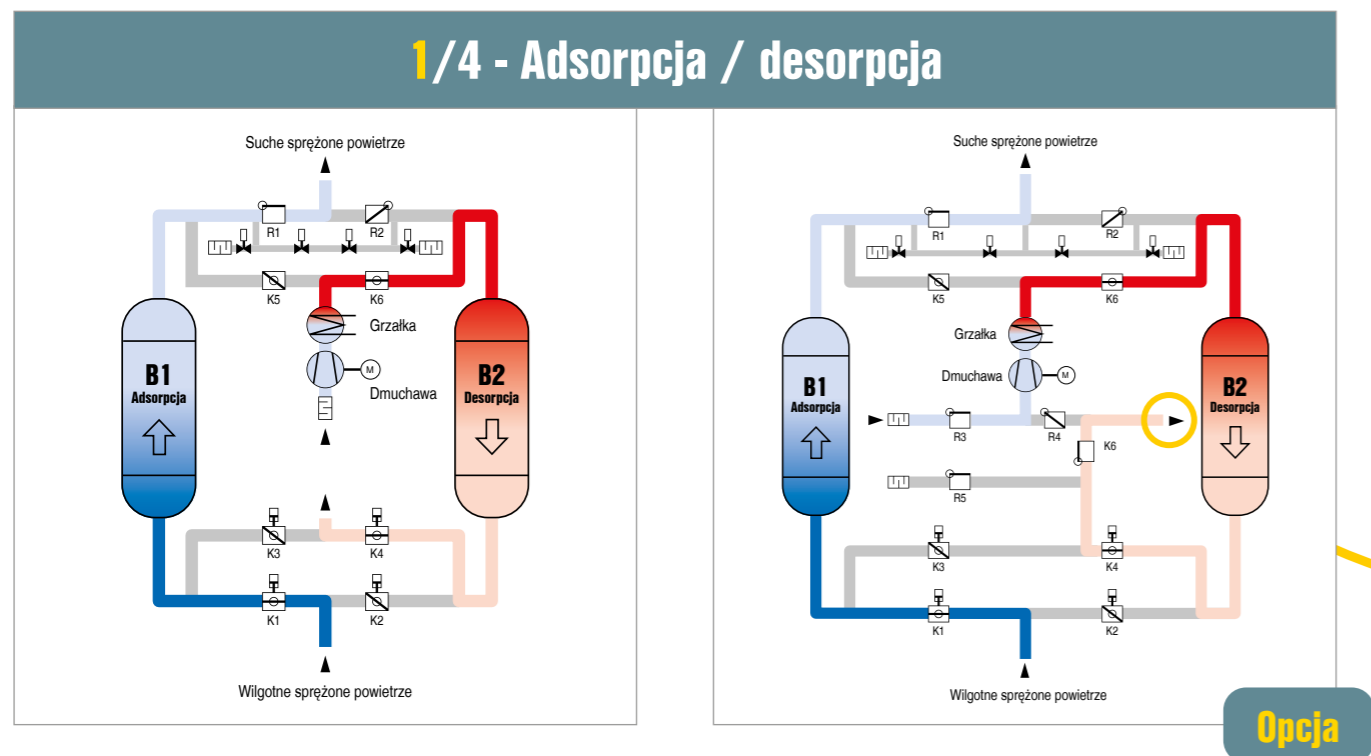 1/4 - Adsorpcja / desorpcja
Suche sprężone powietrze
R1
R2
K5
K6
Grzałka
M
Dmuchawa
B1
Adsorpcja
B2
Desorpcja
K3
K4
K1
K2
Wilgotne sprężone powietrze
Suche sprężone powietrze
R1
R2
K5
K6
Grzałka
Dmuchawa
M
B1
Adsorpcja
B2
Desorpcja
R3
R4
K6
R5
K3
K4
K1
K2
Wilgotne sprężone powietrze
Opcja